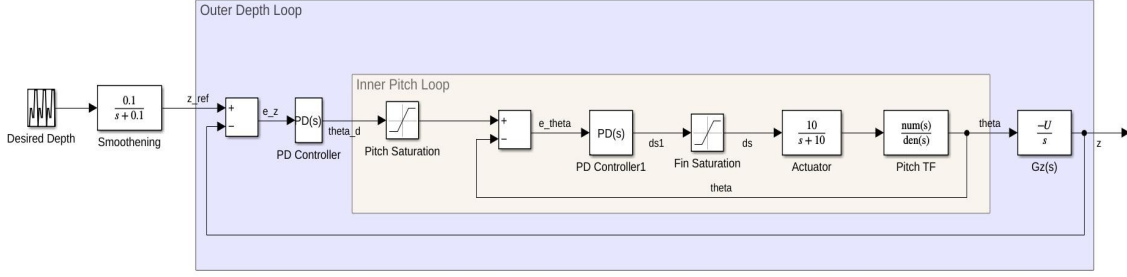 Outer Depth Loop
Inner Pitch Loop
Desired Depth
0.1
s + 0.1
Smoothening
z_ref
+
−
e_z
PD(s)
PD Controller
theta_d
Pitch Saturation
+
−
e_theta
PD(s)
PD Controller1
ds1
Fin Saturation
ds
10
s + 10
Actuator
num(s)
den(s)
Pitch TF
theta
theta
−U
s
Gz(s)
z